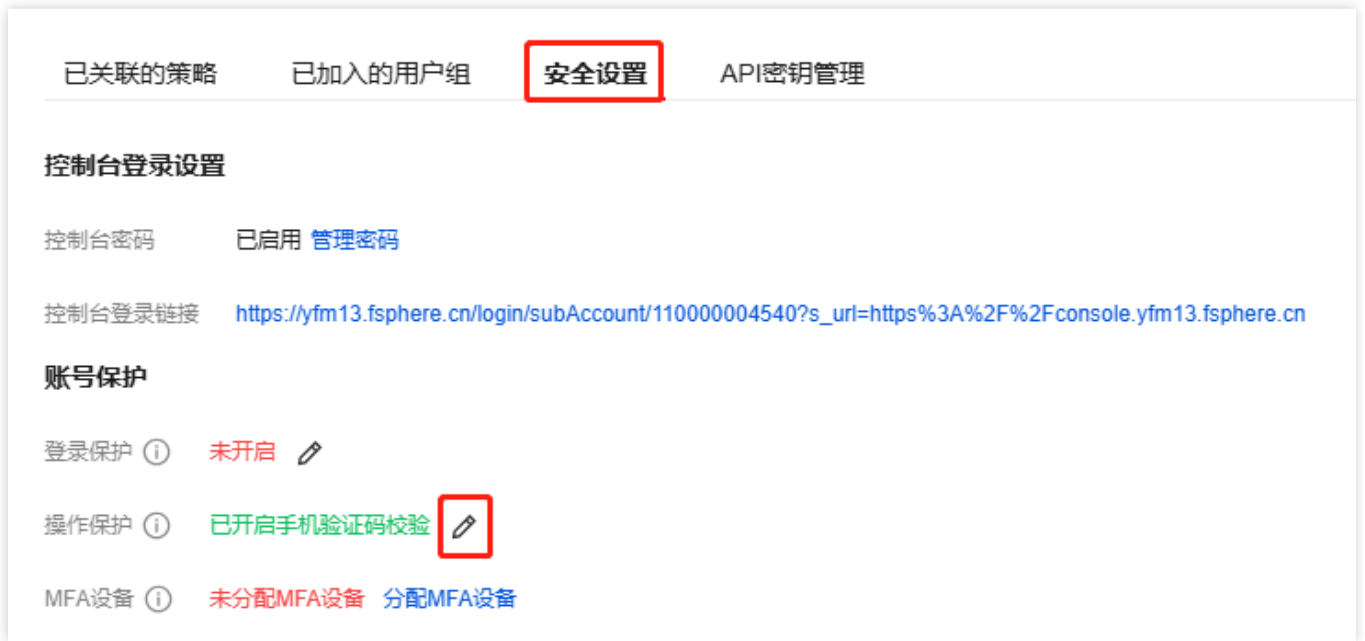 已关联的策略 已加入的用户组 安全设置 API密钥管理
控制台登录设置
控制台密码 已启用 管理密码
控制台登录链接 https://yfm13.fsphere.cn/login/subAccount/110000004540?s_url=https%3A%2F%2Fconsole.yfm13.fsphere.cn
账号保护
登录保护 未开启
操作保护 已开启手机验证码校验
MFA设备 未分配MFA设备 分配MFA设备